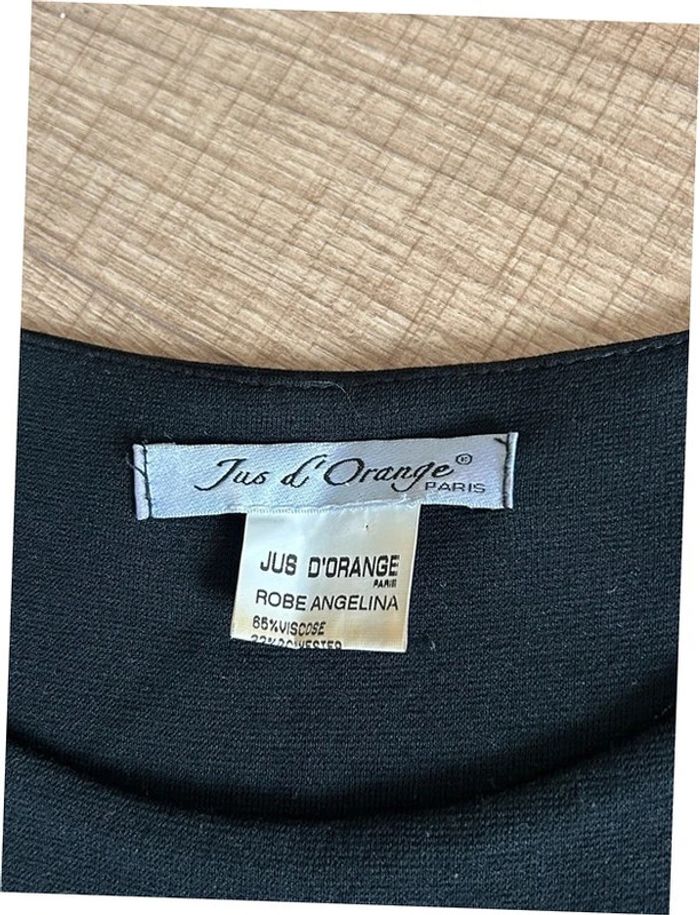 Jus d'Orange®
PARIS
JUS D'ORANGE
PARIS
ROBE ANGELINA
65%VISCOSE